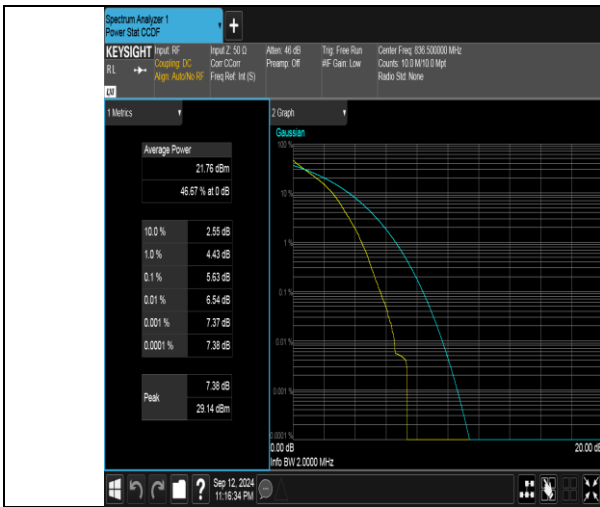 Spectrum Analyzer 1
Power Stat CCDF
+
KEYSIGHT
Input: RF
Input Z: 50 Ω
Atten: 46 dB
Trig: Free Run
Center Freq: 836.500000 MHz
RL
Coupling: DC
Corr CCorr
Preamp: Off
#IF Gain: Low
Counts: 10.0 M/10.0 Mpt
Align: Auto/No RF
Freq Ref: Int (S)
Radio Std: None
LXI
1 Metrics
2 Graph
Gaussian
Average Power
21.76 dBm
46.67 % at 0 dB
10.0 % 2.55 dB
1.0 % 4.43 dB
0.1 % 5.63 dB
0.01 % 6.54 dB
0.001 % 7.37 dB
0.0001 % 7.38 dB
Peak
7.38 dB
29.14 dBm
100 %
10 %
1 %
0.1 %
0.01 %
0.001 %
0.0001 %
0.00 dB
20.00 dB
Info BW 2.0000 MHz
?
Sep 12, 2024
11:16:34 PM